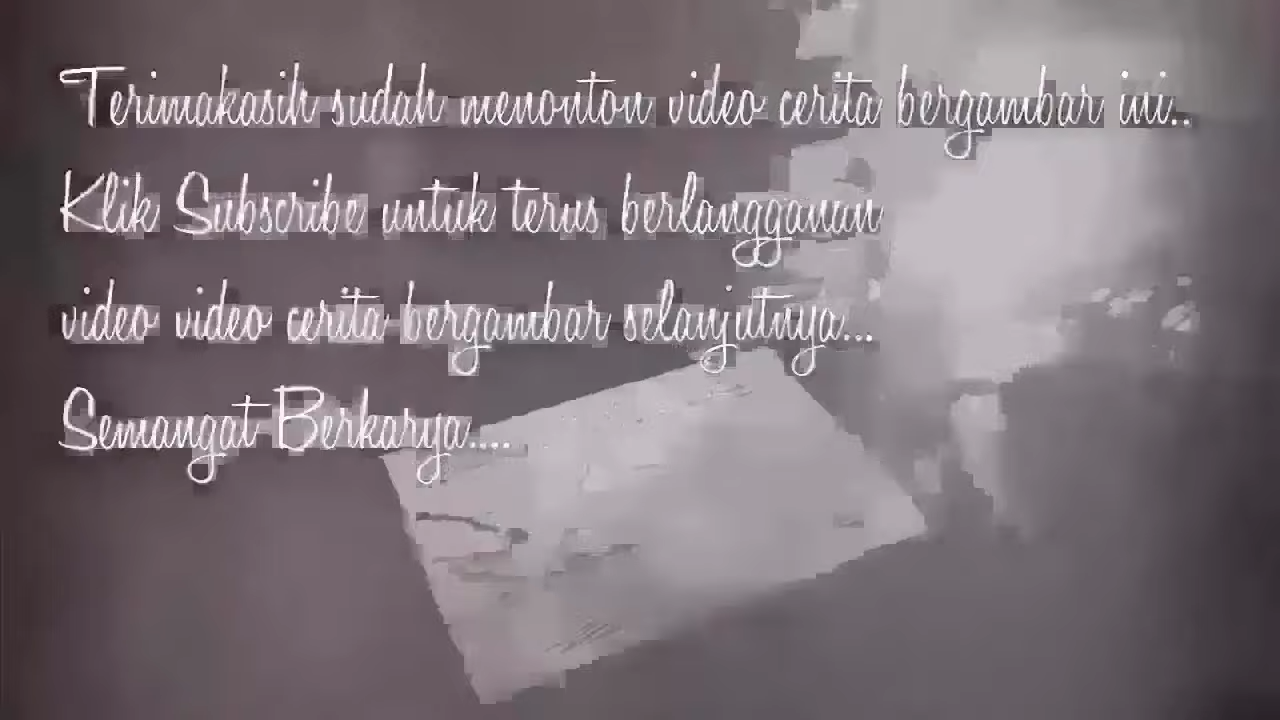 Terimakasih sudah menonton video cerita bergambar ini..
Klik Subscribe untuk terus berlangganan
video video cerita bergambar selanjutnya...
Semangat Berkarya....